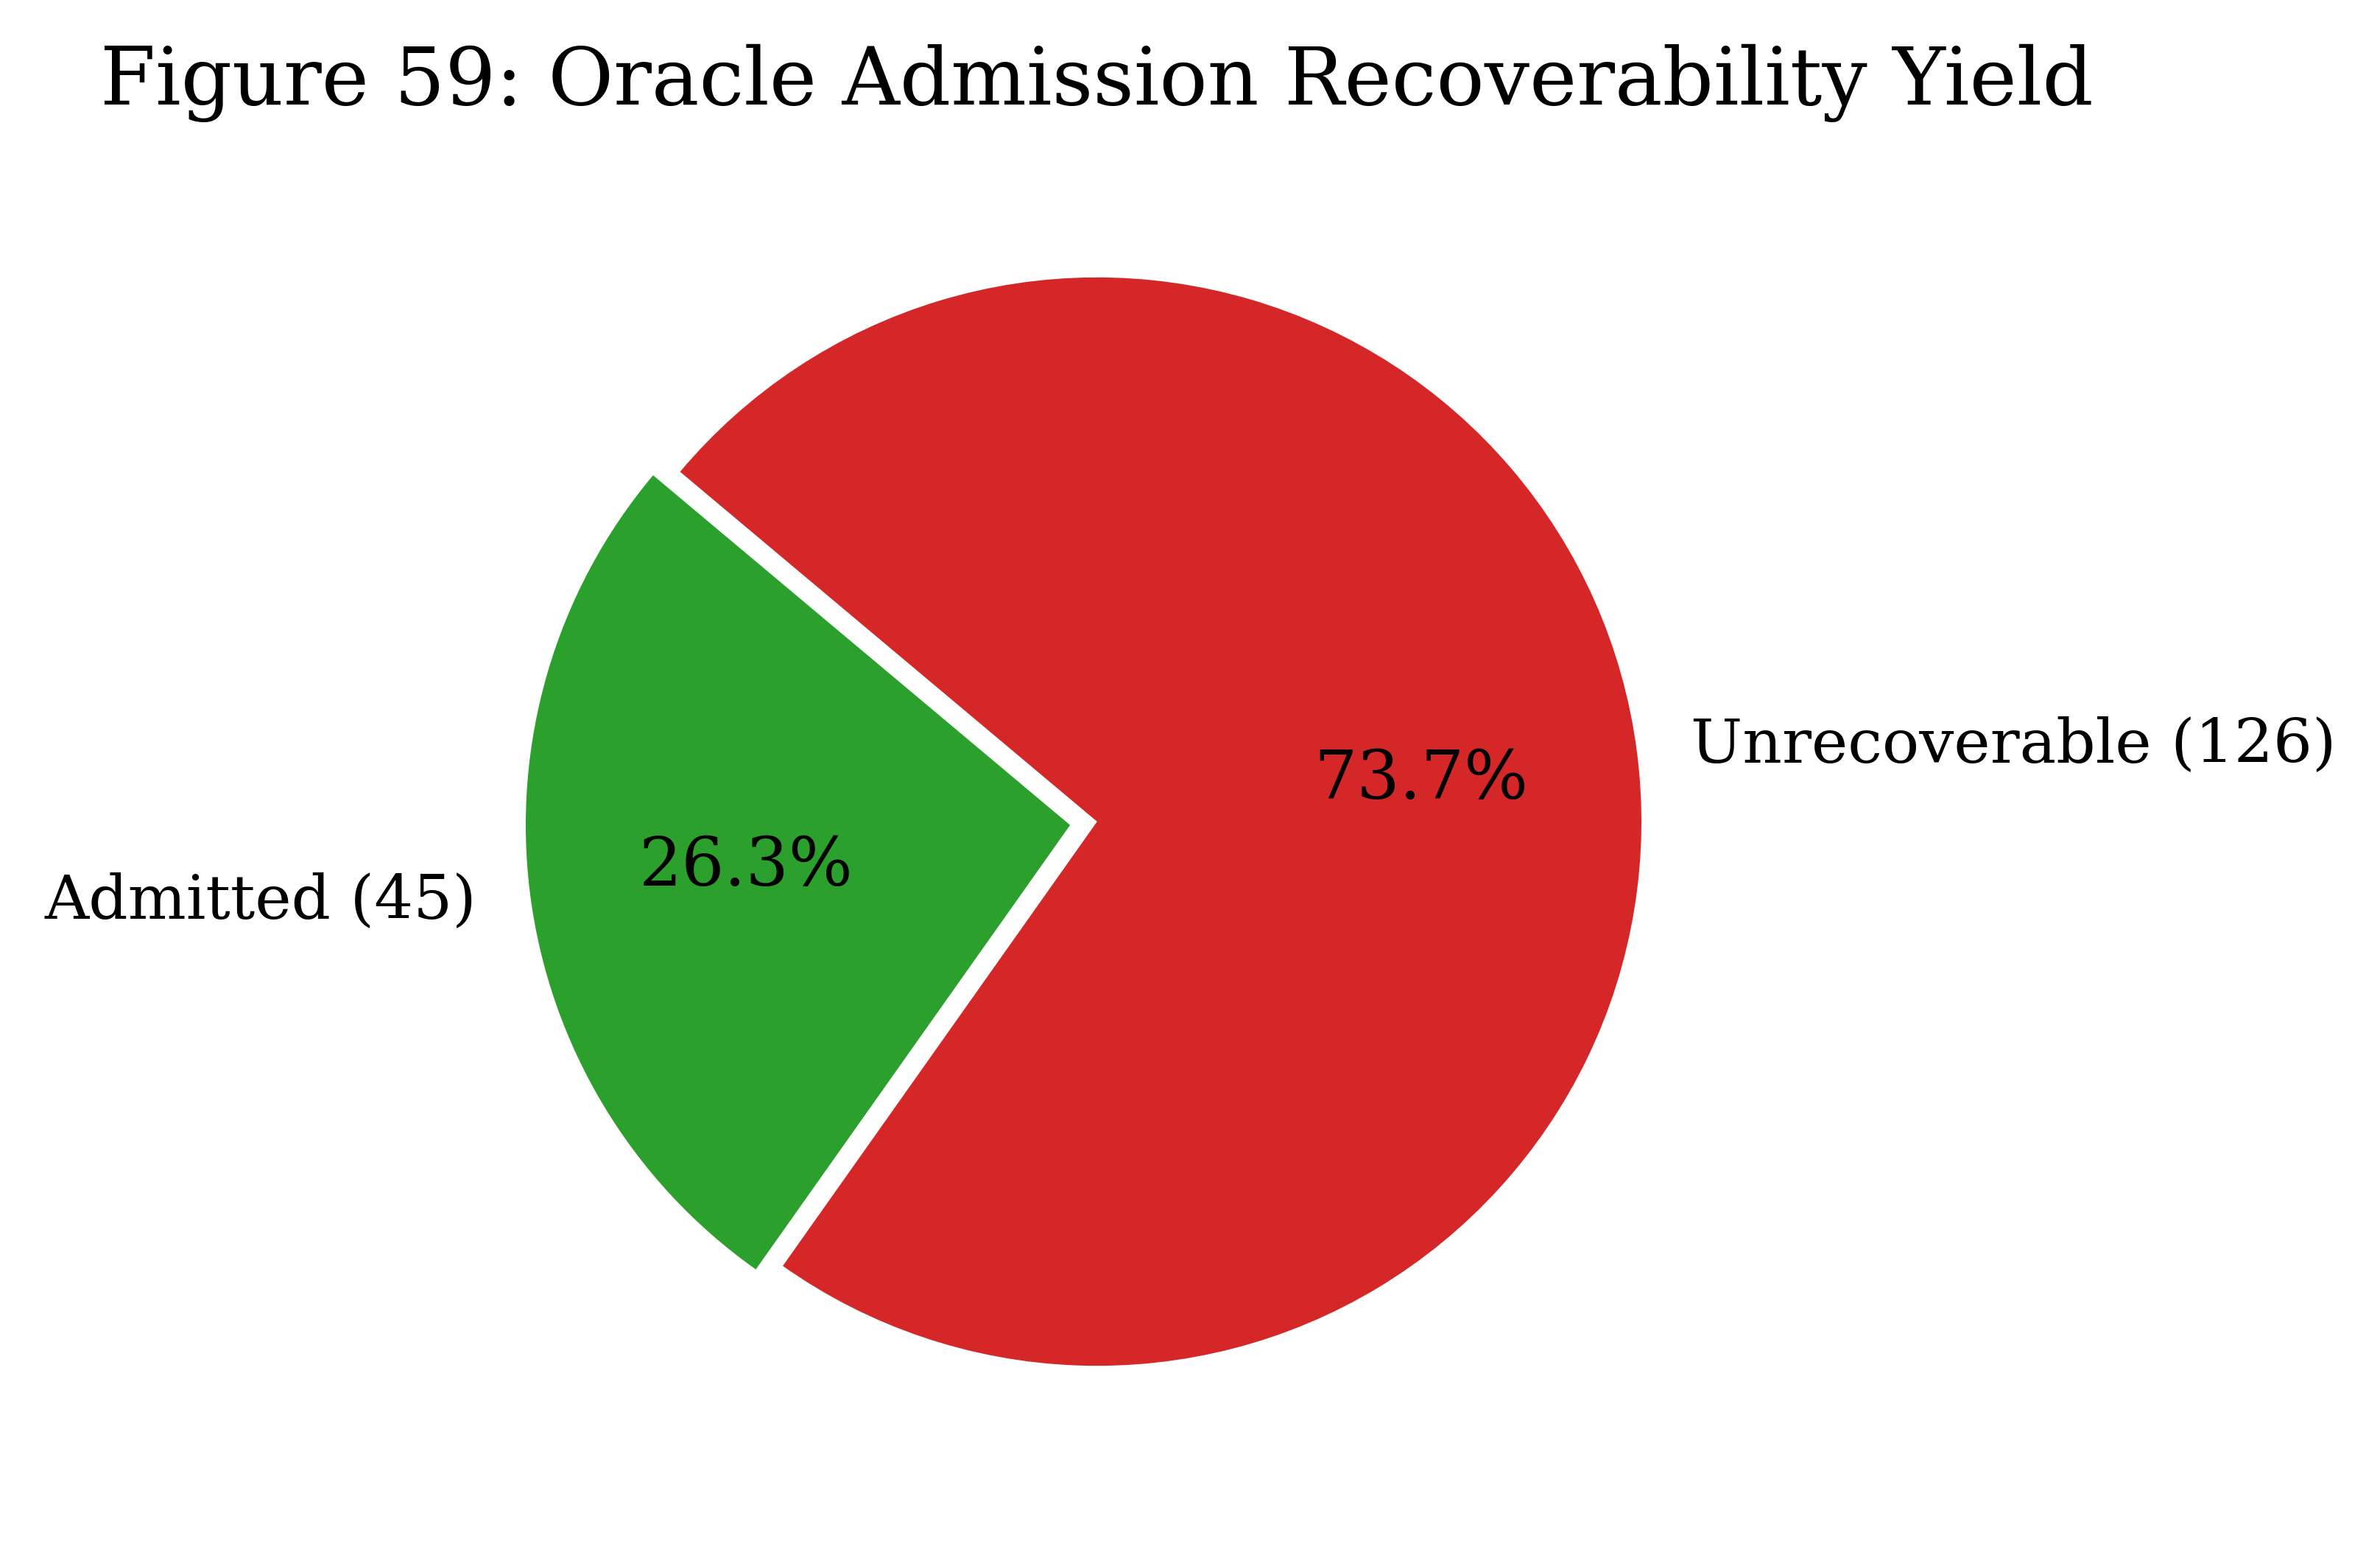 Figure 59: Oracle Admission Recoverability Yield
73.7%
Unrecoverable (126)
26.3%
Admitted (45)